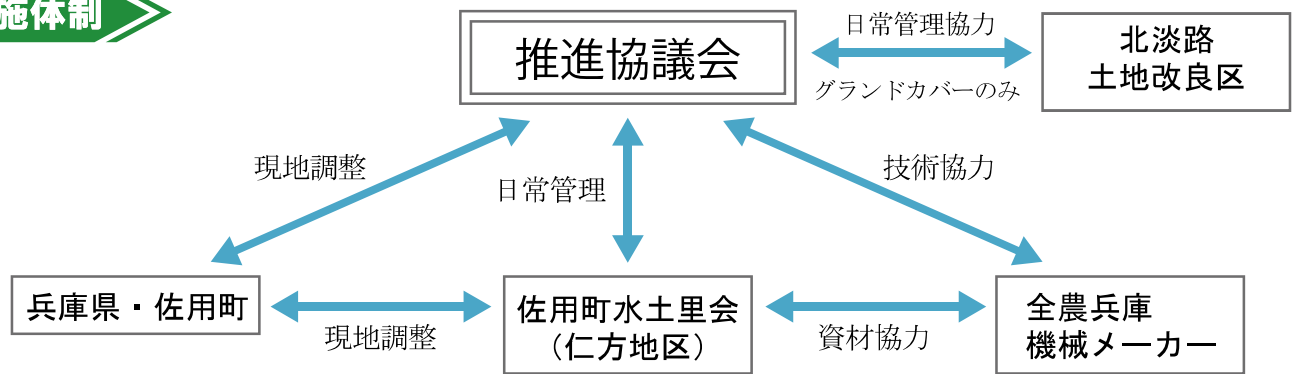 施体制
推進協議会
日常管理協力
グランドカバーのみ
北淡路
土地改良区
現地調整
日常管理
技術協力
兵庫県・佐用町
現地調整
佐用町水土里会
（仁方地区）
資材協力
全農兵庫
機械メーカー